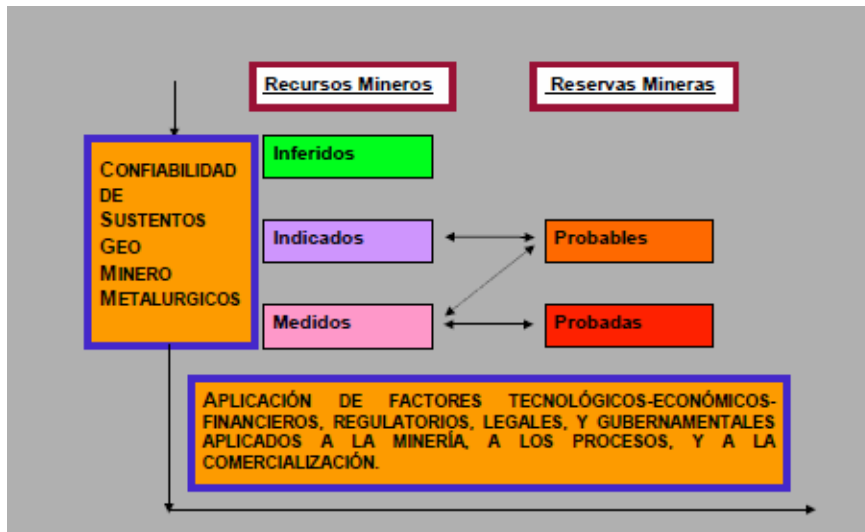 Recursos Mineros
Reservas Mineras
CONFIABILIDAD
DE
SUSTENTOS
GEO
MINERO
METALURGICOS
Inferidos
Indicados
Probables
Medidos
Probadas
APLICACIÓN DE FACTORES TECNOLÓGICOS-ECONÓMICOS-
FINANCIEROS, REGULATORIOS, LEGALES, Y GUBERNAMENTALES
APLICADOS A LA MINERÍA, A LOS PROCESOS, Y A LA
COMERCIALIZACIÓN.